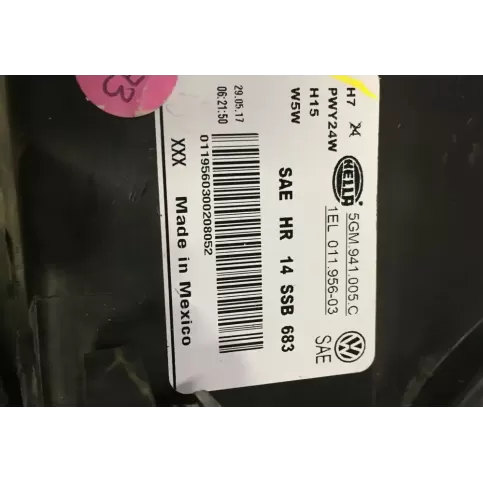 H7
PWY24W
H15
W5W
HELLA
5GM.941.005.C
1EL 011.956-03
SAE
29.05.17
06:21:50
SAE HR 14 SSB 683
0119560300208052
XXX Made in Mexico